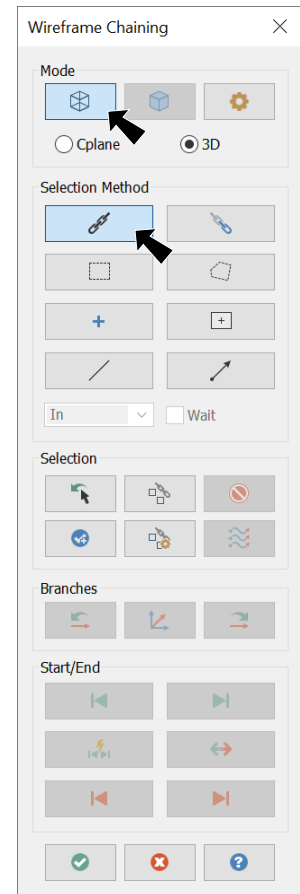 Wireframe Chaining
Mode
Cplane
3D
Selection Method
In
Wait
Selection
Branches
Start/End